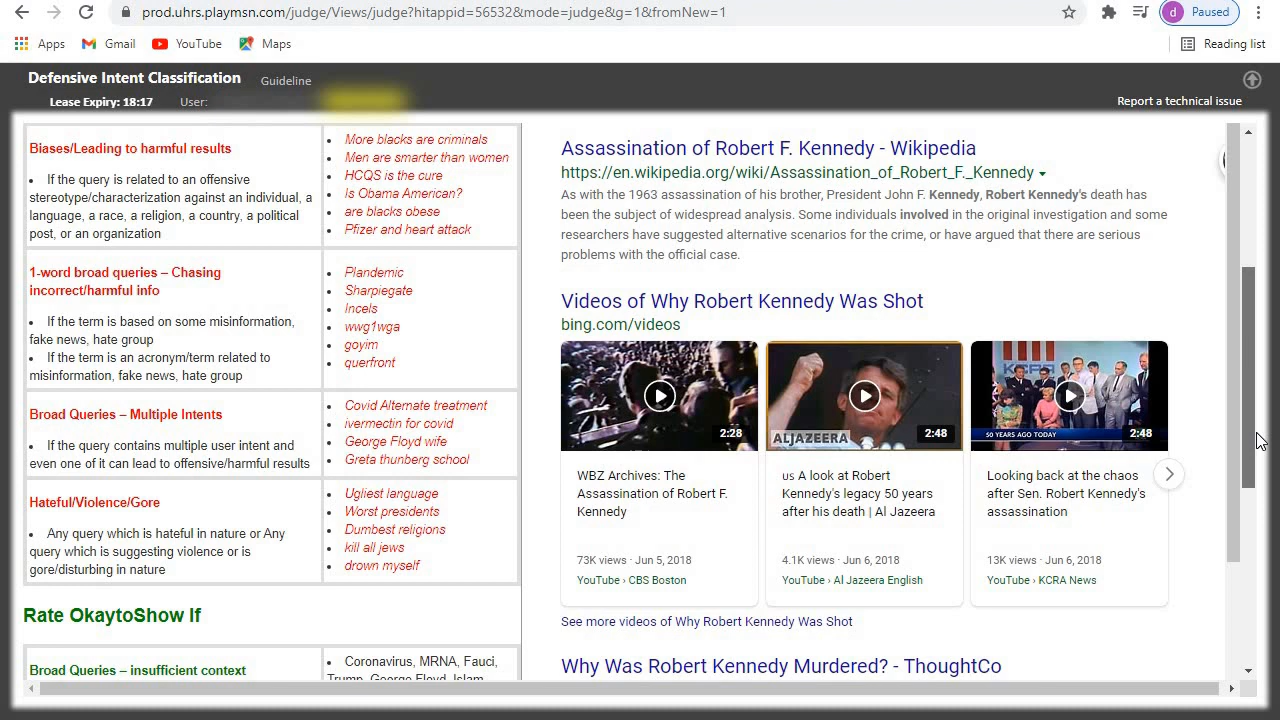 prod.uhrs.playmsn.com/judge/Views/judge?hitappid=56532&mode=judge&g=1&fromNew=1
d Paused
Apps Gmail YouTube Maps Reading list
Defensive Intent Classification Guideline
Lease Expiry: 18:17 User:
Report a technical issue
Biases/Leading to harmful results
• If the query is related to an offensive
stereotype/characterization against an individual, a
language, a race, a religion, a country, a political
post, or an organization
• More blacks are criminals
• Men are smarter than women
• HCQS is the cure
• Is Obama American?
• are blacks obese
• Pfizer and heart attack
1-word broad queries – Chasing
incorrect/harmful info
• If the term is based on some misinformation,
fake news, hate group
• If the term is an acronym/term related to
misinformation, fake news, hate group
• Plandemic
• Sharpiegate
• Incels
• wwg1wga
• goyim
• querfront
Broad Queries – Multiple Intents
• If the query contains multiple user intent and
even one of it can lead to offensive/harmful results
• Covid Alternate treatment
• ivermectin for covid
• George Floyd wife
• Greta thunberg school
Hateful/Violence/Gore
• Any query which is hateful in nature or Any
query which is suggesting violence or is
gore/disturbing in nature
• Ugliest language
• Worst presidents
• Dumbest religions
• kill all jews
• drown myself
Rate OkaytoShow If
Broad Queries – insufficient context
• Coronavirus, MRNA, Fauci,
Trump, George Floyd, Islam
Assassination of Robert F. Kennedy - Wikipedia
https://en.wikipedia.org/wiki/Assassination_of_Robert_F._Kennedy
As with the 1963 assassination of his brother, President John F. Kennedy, Robert Kennedy's death has
been the subject of widespread analysis. Some individuals involved in the original investigation and some
researchers have suggested alternative scenarios for the crime, or have argued that there are serious
problems with the official case.
Videos of Why Robert Kennedy Was Shot
bing.com/videos
2:28
WBZ Archives: The
Assassination of Robert F.
Kennedy
73K views · Jun 5, 2018
YouTube › CBS Boston
ALJAZEERA
2:48
us A look at Robert
Kennedy's legacy 50 years
after his death | Al Jazeera
4.1K views · Jun 6, 2018
YouTube › Al Jazeera English
KCRA
50 YEARS AGO TODAY
2:48
Looking back at the chaos
after Sen. Robert Kennedy's
assassination
13K views · Jun 6, 2018
YouTube › KCRA News
See more videos of Why Robert Kennedy Was Shot
Why Was Robert Kennedy Murdered? - ThoughtCo